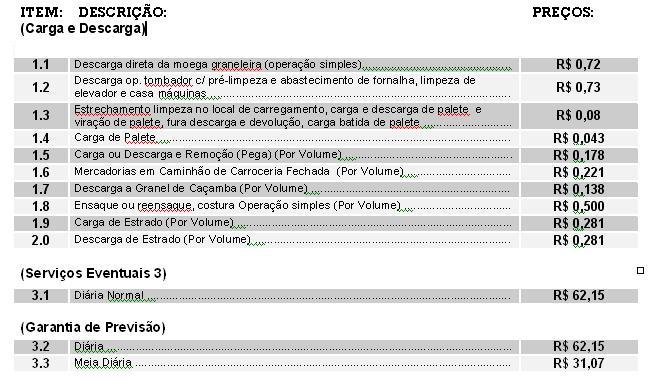 ITEM: DESCRIÇÃO: PREÇOS:
(Carga e Descarga)
1.1 Descarga direta da moega graneleira (operação simples) R$ 0,72
1.2 Descarga op. tombador c/ pré-limpeza e abastecimento de fornalha, limpeza de
elevador e casa máquinas R$ 0,73
1.3 Estrechamento limpeza no local de carregamento, carga e descarga de palete e
viração de palete, fura descarga e devolução, carga batida de palete R$ 0,08
1.4 Carga de Palete R$ 0,043
1.5 Carga ou Descarga e Remoção (Pega) (Por Volume) R$ 0,178
1.6 Mercadorias em Caminhão de Carroceria Fechada (Por Volume) R$ 0,221
1.7 Descarga a Granel de Caçamba (Por Volume) R$ 0,138
1.8 Ensaque ou reensaque, costura Operação simples (Por Volume) R$ 0,500
1.9 Carga de Estrado (Por Volume) R$ 0,281
2.0 Descarga de Estrado (Por Volume) R$ 0,281
(Serviços Eventuais 3)
3.1 Diária Normal R$ 62,15
(Garantia de Previsão)
3.2 Diária R$ 62,15
3.3 Meia Diária R$ 31,07